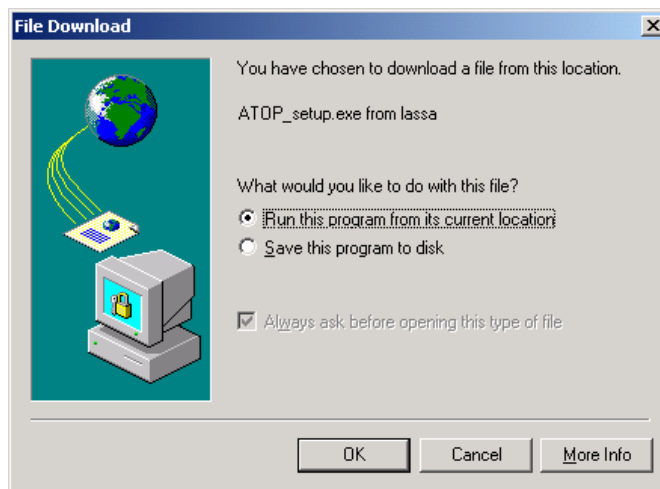 File Download
You have chosen to download a file from this location.
ATOP_setup.exe from lassa
What would you like to do with this file?
Run this program from its current location
Save this program to disk
Always ask before opening this type of file
OK
Cancel
More Info